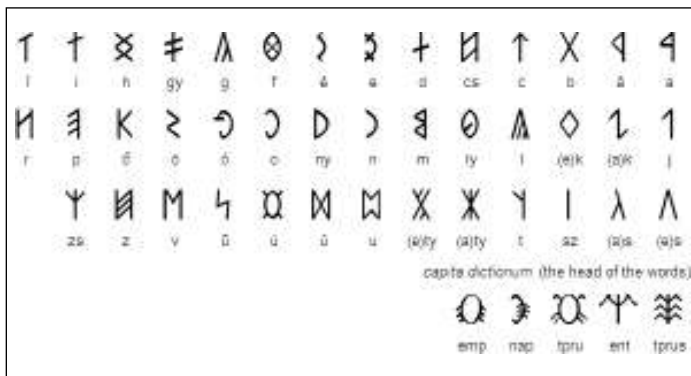 í i h gy g f é e d cs c b á a
r p ő ö ó o ny n m ly l (e)k (a)k j
zs z v ű ú ü u (e)ty (a)ty t sz (a)s (e)s
capita dictionum (the head of the words)
emp nap tpru ent tprus